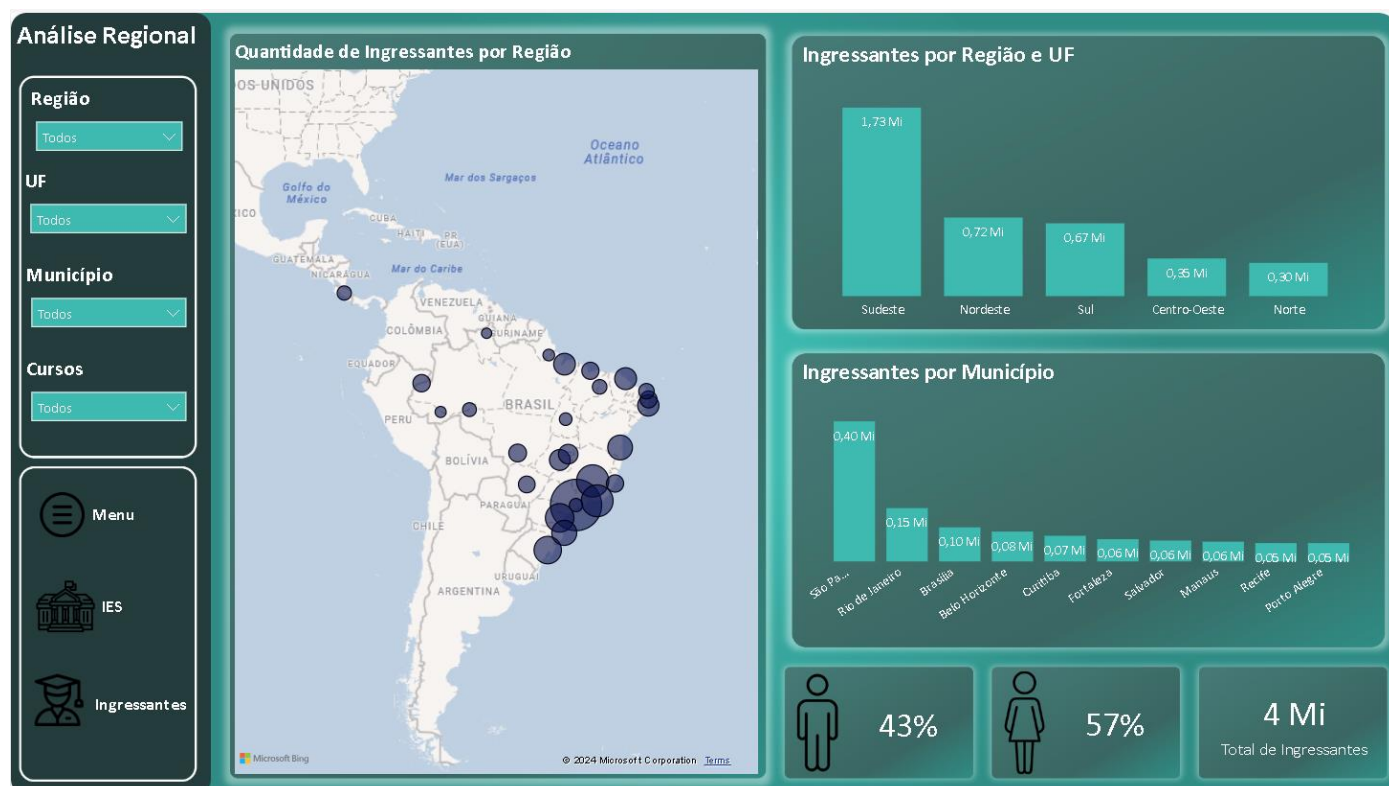 Análise Regional
Região
Todos
UF
Todos
Município
Todos
Cursos
Todos
Menu
IES
Ingressantes
Quantidade de Ingressantes por Região
OS-UNIDOS
Oceano
Atlântico
Mar dos Sargaços
Golfo do
México
ICO
CUBA
HAITI
PR
(EUA)
GUATEMALA
NICARÁGUA
Mar do Caribe
VENEZUELA
GUIANA
SURINAME
COLÔMBIA
EQUADOR
BRASIL
PERU
BOLÍVIA
PARAGUAI
CHILE
URUGUAI
ARGENTINA
Microsoft Bing
© 2024 Microsoft Corporation Terms
Ingressantes por Região e UF
1,73 Mi
0,72 Mi
0,67 Mi
0,35 Mi
0,30 Mi
Sudeste
Nordeste
Sul
Centro-Oeste
Norte
Ingressantes por Município
0,40 Mi
0,15 Mi
0,10 Mi
0,08 Mi
0,07 Mi
0,06 Mi
0,06 Mi
0,06 Mi
0,05 Mi
0,05 Mi
São Pa...
Rio de Janeiro
Brasília
Belo Horizonte
Curitiba
Fortaleza
Salvador
Manaus
Recife
Porto Alegre
43%
57%
4 Mi
Total de Ingressantes